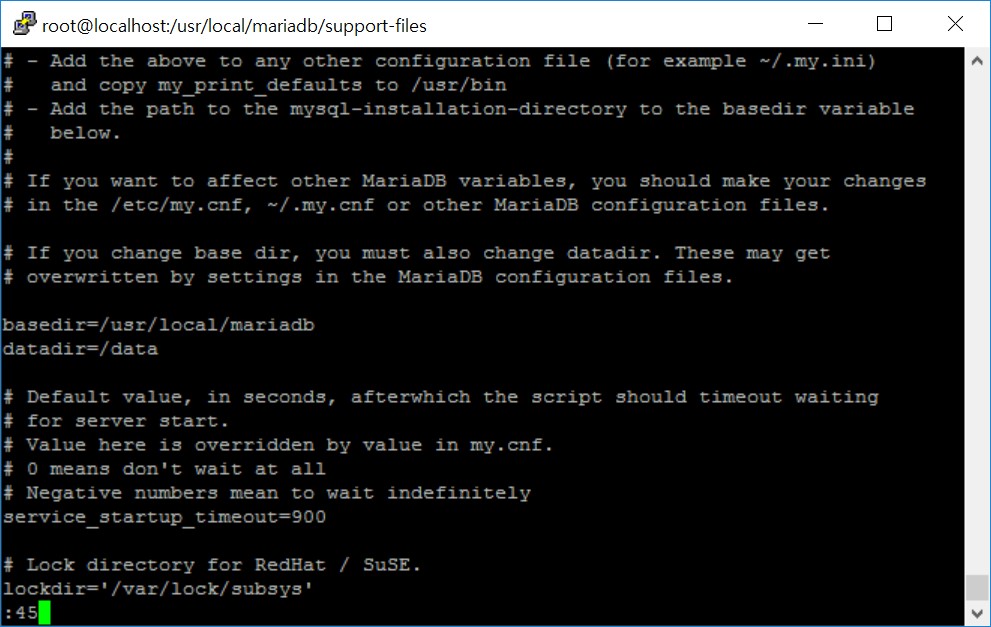 root@localhost:/usr/local/mariadb/support-files
# - Add the above to any other configuration file (for example ~/.my.ini)
#   and copy my_print_defaults to /usr/bin
# - Add the path to the mysql-installation-directory to the basedir variable
#   below.
#
# If you want to affect other MariaDB variables, you should make your changes
# in the /etc/my.cnf, ~/.my.cnf or other MariaDB configuration files.

# If you change base dir, you must also change datadir. These may get
# overwritten by settings in the MariaDB configuration files.

basedir=/usr/local/mariadb
datadir=/data

# Default value, in seconds, afterwhich the script should timeout waiting
# for server start.
# Value here is overridden by value in my.cnf.
# 0 means don't wait at all
# Negative numbers mean to wait indefinitely
service_startup_timeout=900

# Lock directory for RedHat / SuSE.
lockdir='/var/lock/subsys'
:45